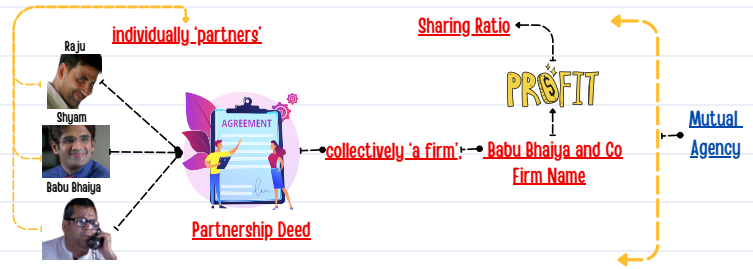 individually ‘partners’
Sharing Ratio
Raju
PROFIT
Shyam
AGREEMENT
Mutual
Agency
collectively ‘a firm’,
Babu Bhaiya and Co
Firm Name
Babu Bhaiya
Partnership Deed